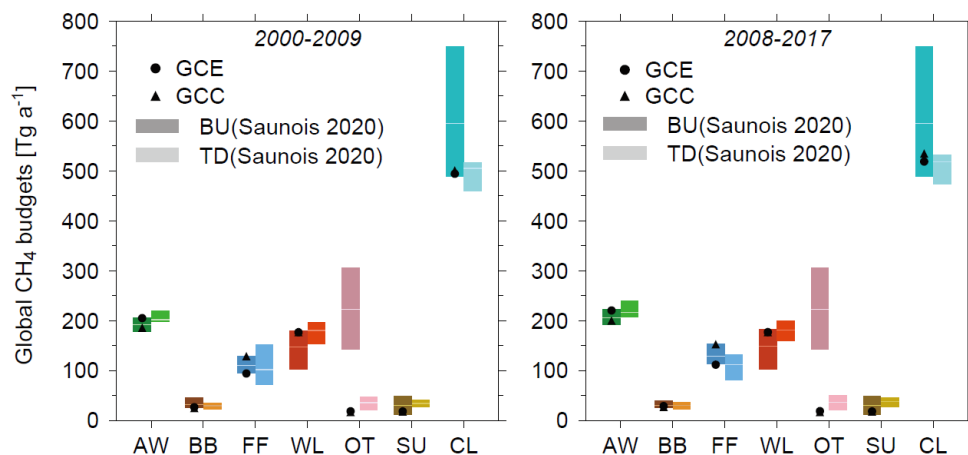 Global CH4 budgets [Tg a-1]
800
700
600
500
400
300
200
100
0
2000-2009
GCE
GCC
BU(Saunois 2020)
TD(Saunois 2020)
AW BB FF WL OT SU CL
800
700
600
500
400
300
200
100
0
2008-2017
GCE
GCC
BU(Saunois 2020)
TD(Saunois 2020)
AW BB FF WL OT SU CL